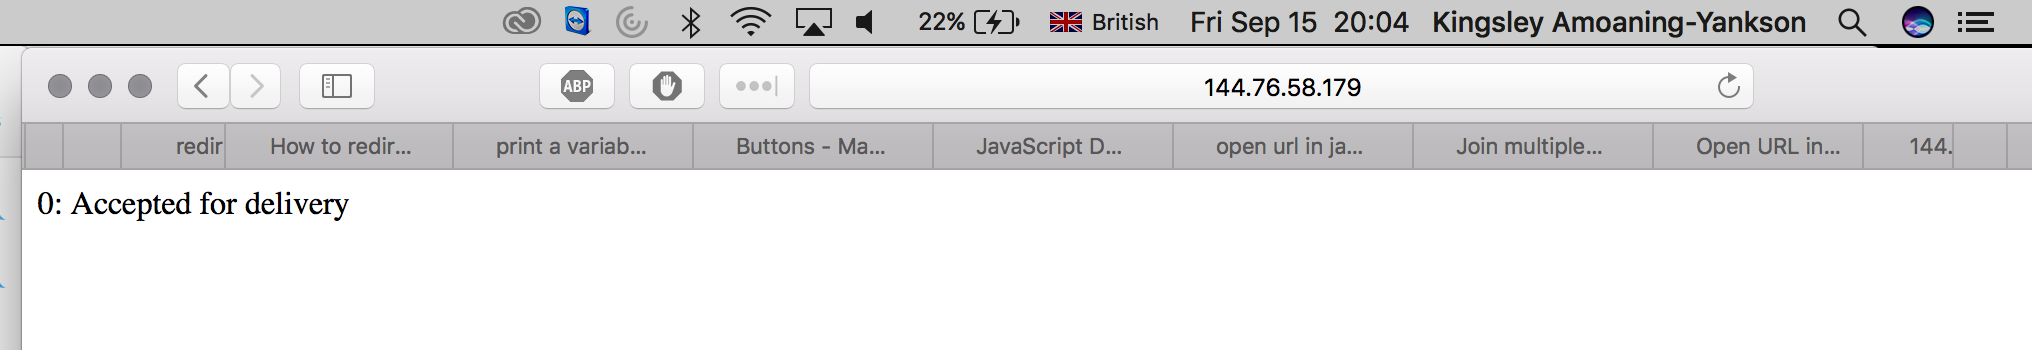 22% British Fri Sep 15 20:04 Kingsley Amoaning-Yankson
ABP 144.76.58.179
redir How to redir... print a variab... Buttons - Ma... JavaScript D... open url in ja... Join multiple... Open URL in... 144.
0: Accepted for delivery